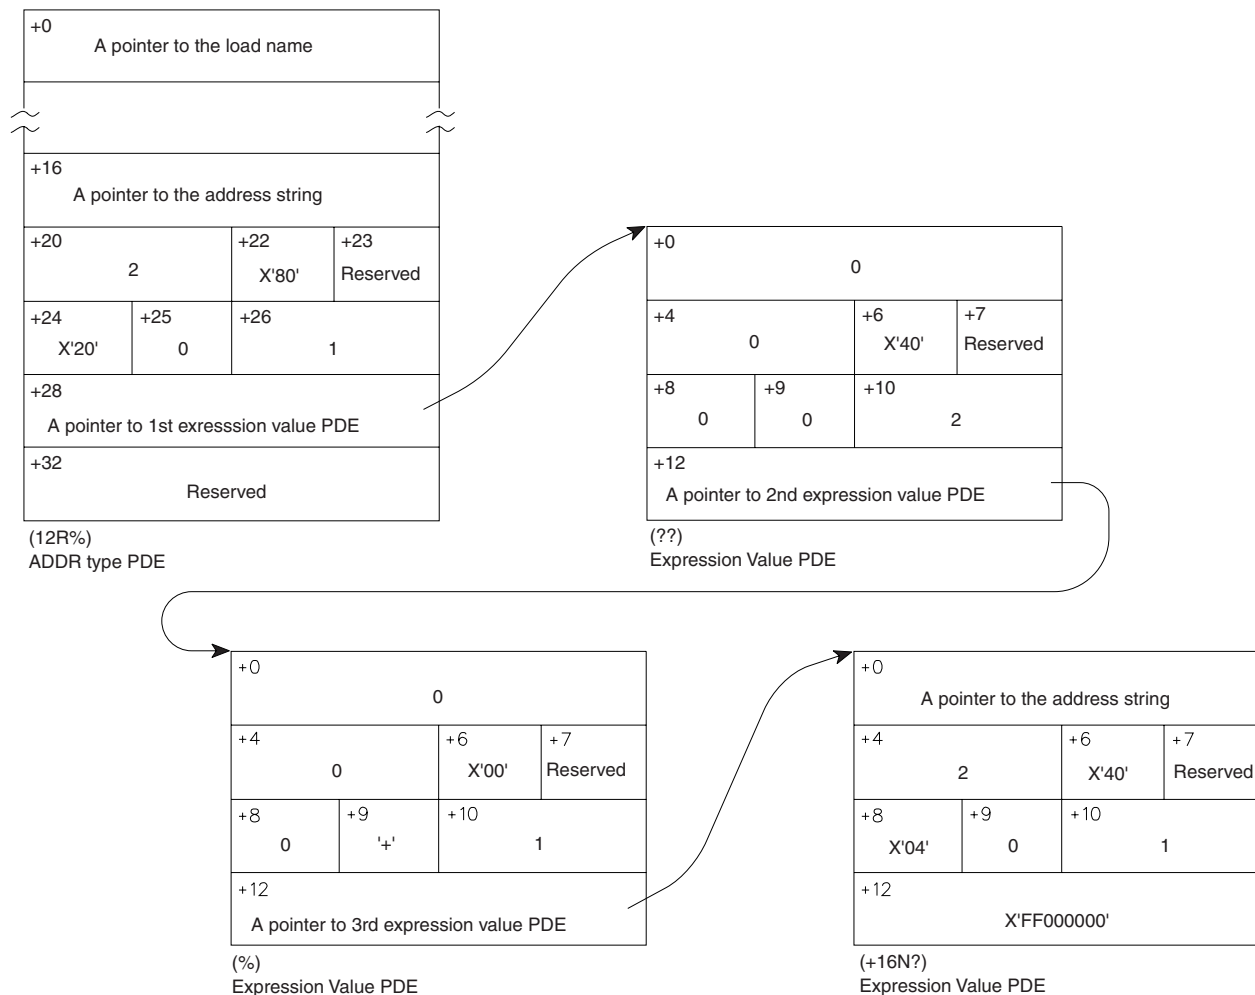 +0
A pointer to the load name
+16
A pointer to the address string
+20 +22 +23
2 X'80' Reserved
+24 +25 +26
X'20' 0 1
+28
A pointer to 1st exresssion value PDE
+32
Reserved
(12R%)
ADDR type PDE
+0
0
+4 +6 +7
0 X'40' Reserved
+8 +9 +10
0 0 2
+12
A pointer to 2nd expression value PDE
(??)
Expression Value PDE
+0
0
+4 +6 +7
0 X'00' Reserved
+8 +9 +10
0 '+' 1
+12
A pointer to 3rd expression value PDE
(%)
Expression Value PDE
+0
A pointer to the address string
+4 +6 +7
2 X'40' Reserved
+8 +9 +10
X'04' 0 1
+12
X'FF000000'
(+16N?)
Expression Value PDE